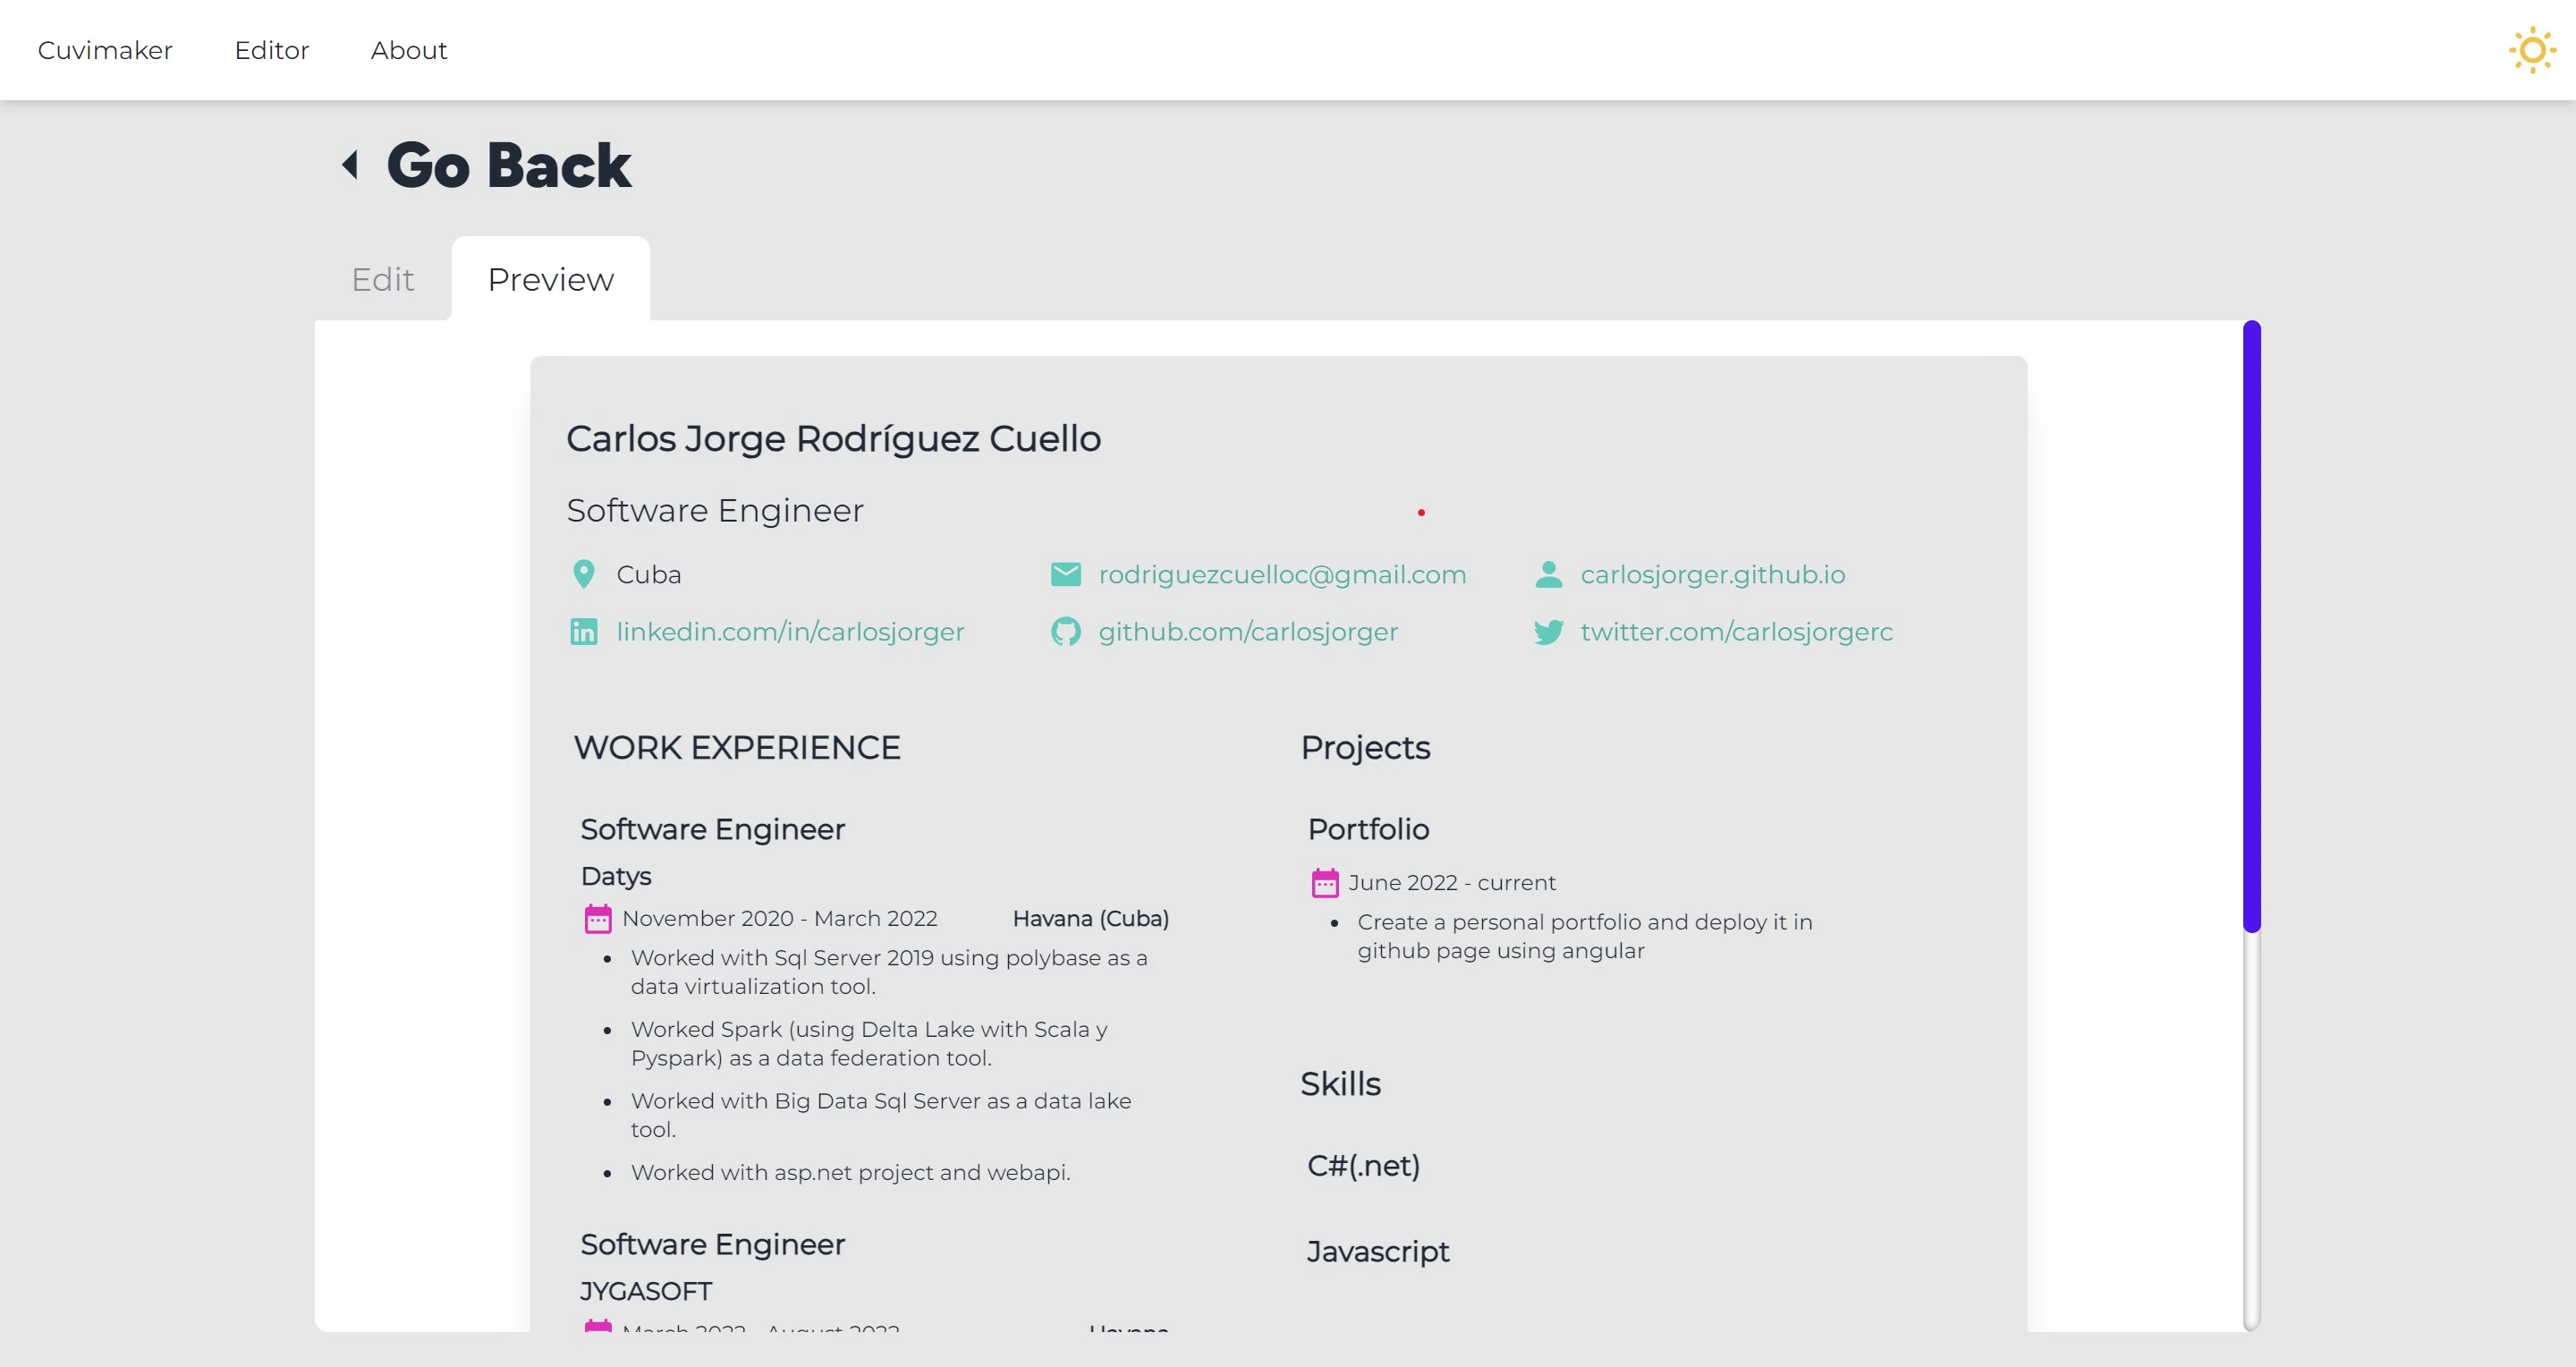 Cuvimaker Editor About
Go Back
Edit Preview
Carlos Jorge Rodríguez Cuello
Software Engineer
Cuba rodriguezcuelloc@gmail.com carlosjorger.github.io
linkedin.com/in/carlosjorger github.com/carlosjorger twitter.com/carlosjorgerc
WORK EXPERIENCE
Software Engineer
Datys
November 2020 - March 2022 Havana (Cuba)
Worked with Sql Server 2019 using polybase as a
data virtualization tool.
Worked Spark (using Delta Lake with Scala y
Pyspark) as a data federation tool.
Worked with Big Data Sql Server as a data lake
tool.
Worked with asp.net project and webapi.
Software Engineer
JYGASOFT
March 2022 - August 2022 Havana
Projects
Portfolio
June 2022 - current
Create a personal portfolio and deploy it in
github page using angular
Skills
C#(.net)
Javascript